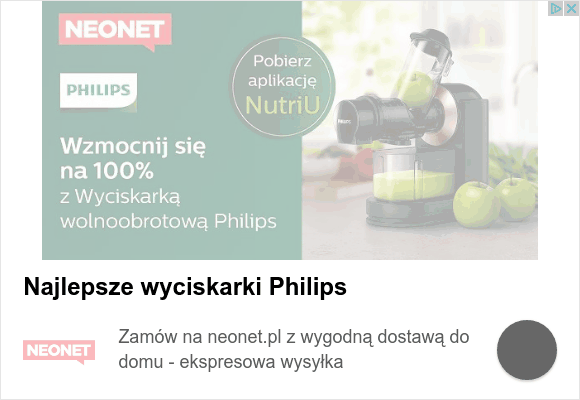 NEONET
PHILIPS
Pobierz
aplikację
NutriU
Wzmocnij się
na 100%
z Wyciskarką
wolnoobrotową Philips
Najlepsze wyciskarki Philips
NEONET
Zamów na neonet.pl z wygodną dostawą do
domu - ekspresowa wysyłka